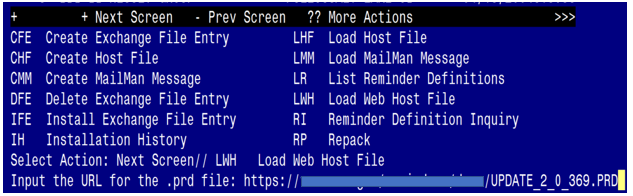 + + Next Screen - Prev Screen ?? More Actions >>>
CFE Create Exchange File Entry LHF Load Host File
CHF Create Host File LMM Load MailMan Message
CMM Create MailMan Message LR List Reminder Definitions
DFE Delete Exchange File Entry LWH Load Web Host File
IFE Install Exchange File Entry RI Reminder Definition Inquiry
IH Installation History RP Repack
Select Action: Next Screen// LWH Load Web Host File
Input the URL for the .prd file: https:// /UPDATE_2_0_369.PRD